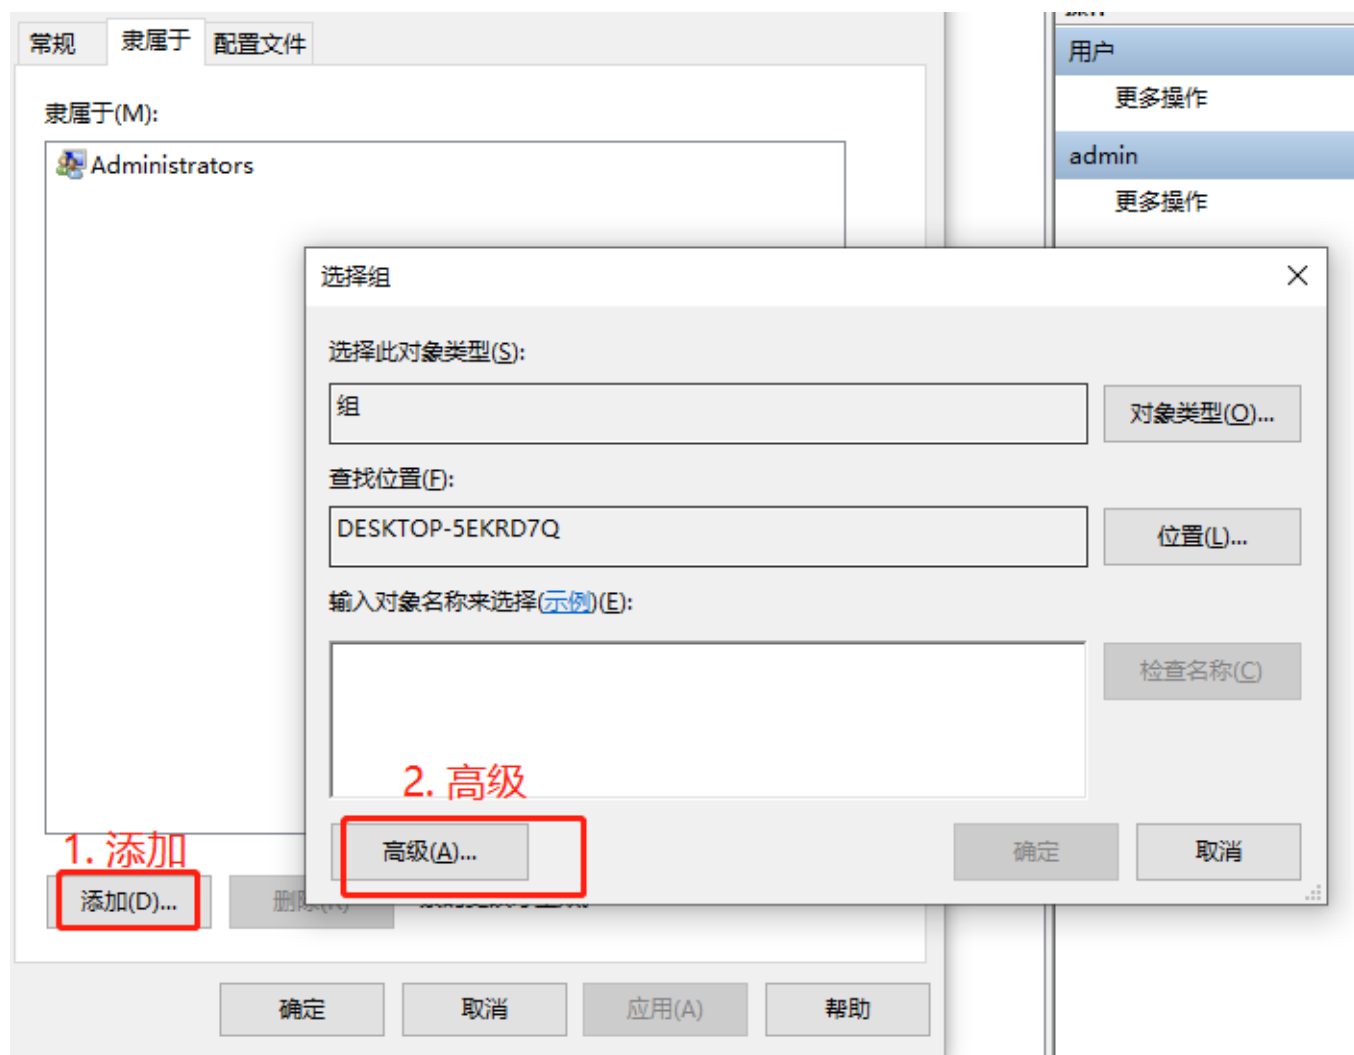 常规 隶属于 配置文件
隶属于(M):
Administrators
用户
更多操作
admin
更多操作
选择组
选择此对象类型(S):
组
对象类型(O)...
查找位置(F):
DESKTOP-5EKRD7Q
位置(L)...
输入对象名称来选择(示例)(E):
检查名称(C)
2. 高级
高级(A)...
确定
取消
1. 添加
添加(D)...
确定
取消
应用(A)
帮助